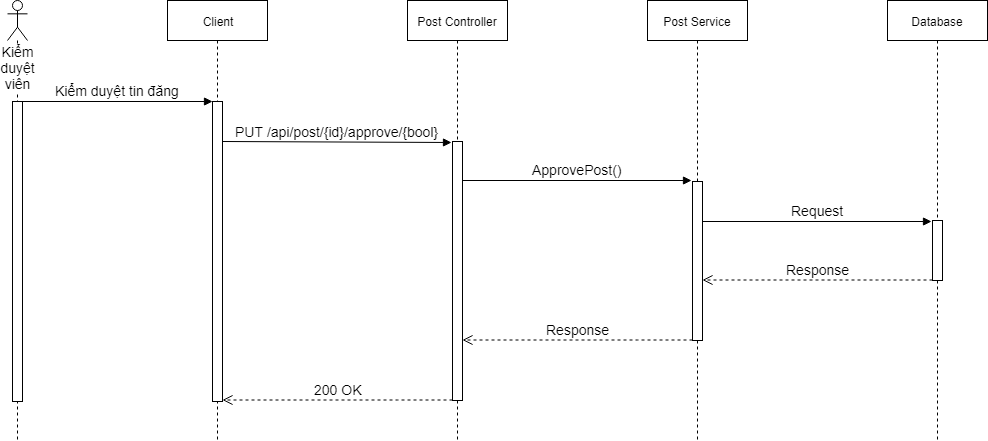 Client
Post Controller
Post Service
Database
Kiểm
duyệt
viên
Kiểm duyệt tin đăng
PUT /api/post/{id}/approve/{bool}
ApprovePost()
Request
Response
Response
200 OK